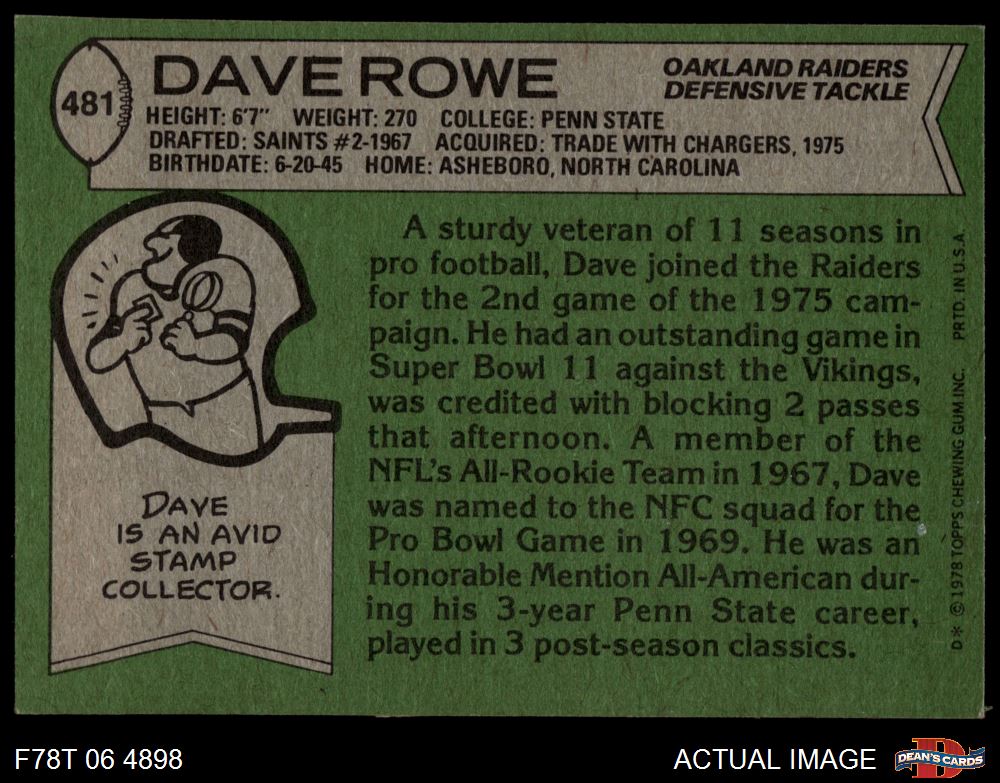 481
DAVE ROWE
OAKLAND RAIDERS
DEFENSIVE TACKLE
HEIGHT: 6'7" WEIGHT: 270 COLLEGE: PENN STATE
DRAFTED: SAINTS #2-1967 ACQUIRED: TRADE WITH CHARGERS, 1975
BIRTHDATE: 6-20-45 HOME: ASHEBORO, NORTH CAROLINA
DAVE
IS AN AVID
STAMP
COLLECTOR.
A sturdy veteran of 11 seasons in
pro football, Dave joined the Raiders
for the 2nd game of the 1975 cam-
paign. He had an outstanding game in
Super Bowl 11 against the Vikings,
was credited with blocking 2 passes
that afternoon. A member of the
NFL's All-Rookie Team in 1967, Dave
was named to the NFC squad for the
Pro Bowl Game in 1969. He was an
Honorable Mention All-American dur-
ing his 3-year Penn State career,
played in 3 post-season classics.
D* © 1978 TOPPS CHEWING GUM INC. PRTD. IN U.S.A.
F78T 06 4898
ACTUAL IMAGE
D
DEAN'S CARDS